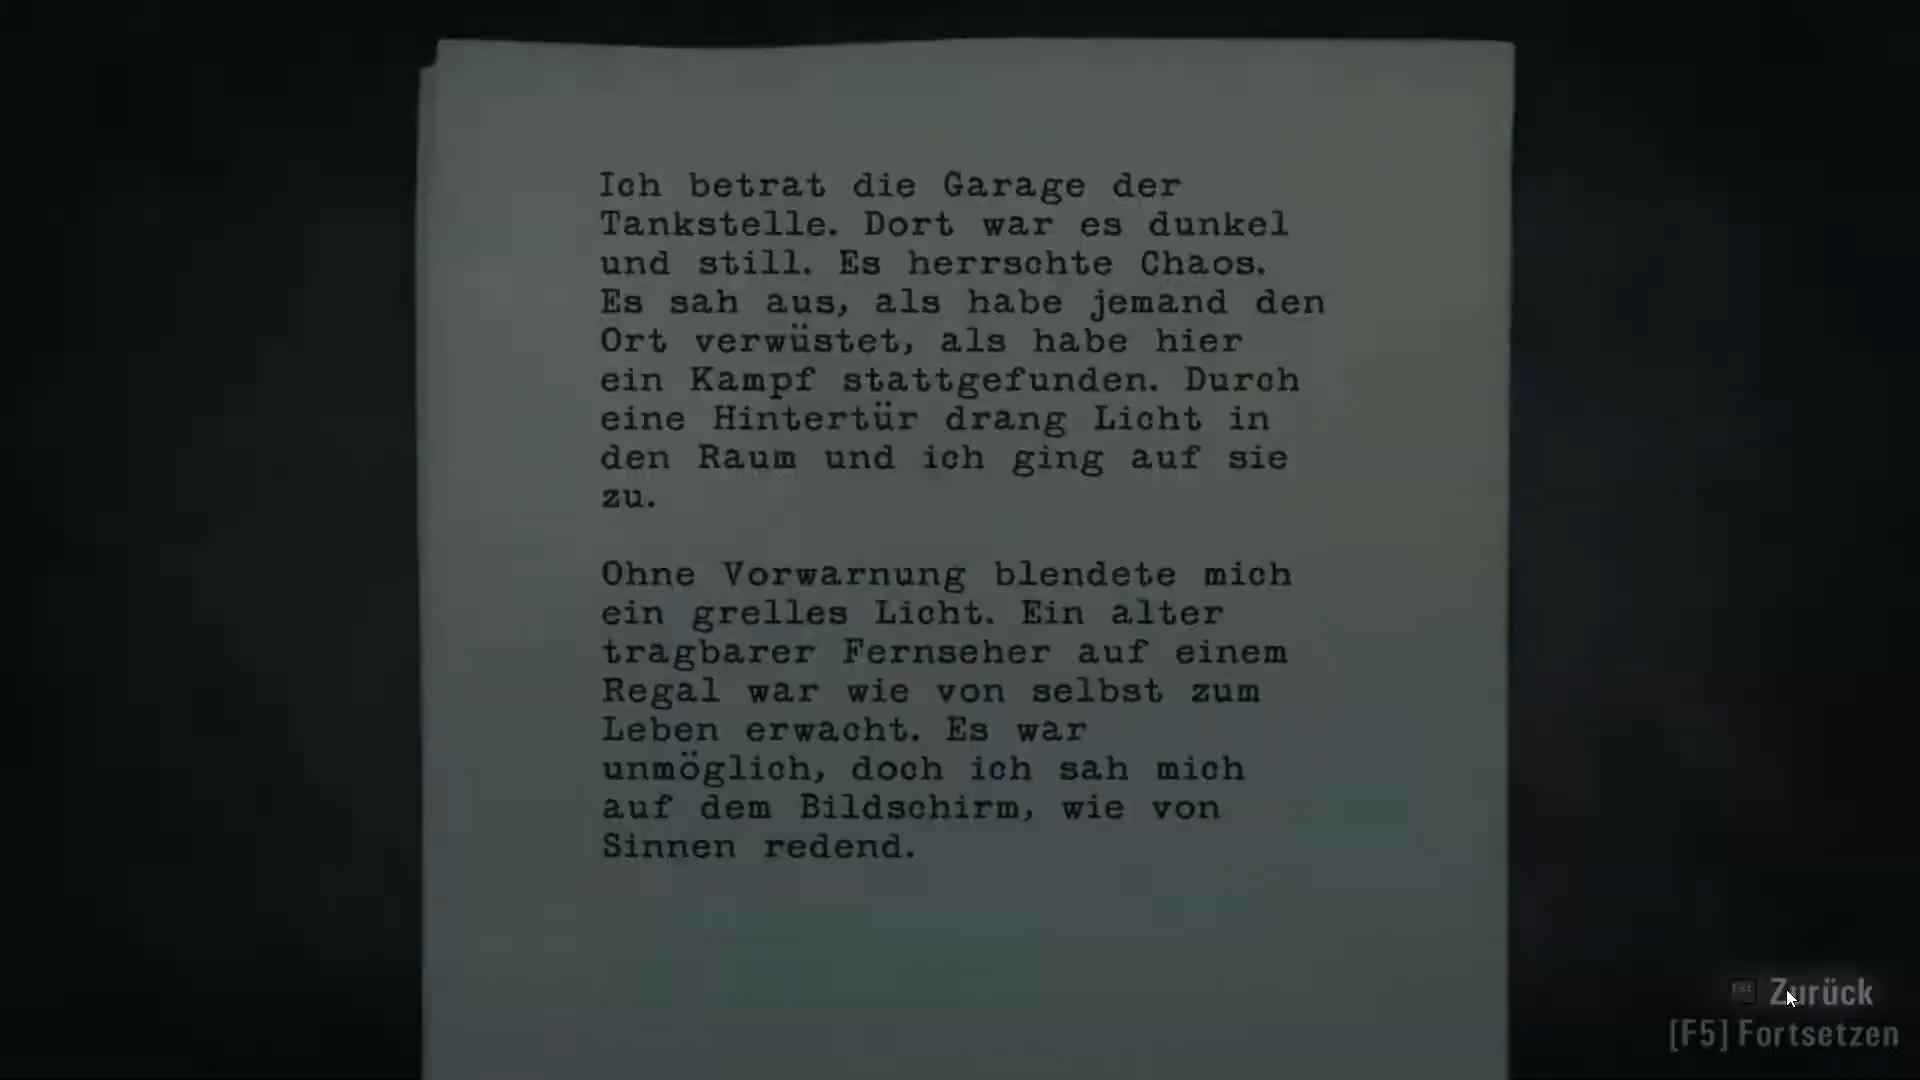 Ich betrat die Garage der
Tankstelle. Dort war es dunkel
und still. Es herrschte Chaos.
Es sah aus, als habe jemand den
Ort verwüstet, als habe hier
ein Kampf stattgefunden. Durch
eine Hintertür drang Licht in
den Raum und ich ging auf sie
zu.
Ohne Vorwarnung blendete mich
ein grelles Licht. Ein alter
tragbarer Fernseher auf einem
Regal war wie von selbst zum
Leben erwacht. Es war
unmöglich, doch ich sah mich
auf dem Bildschirm, wie von
Sinnen redend.
Zurück
[F5] Fortsetzen